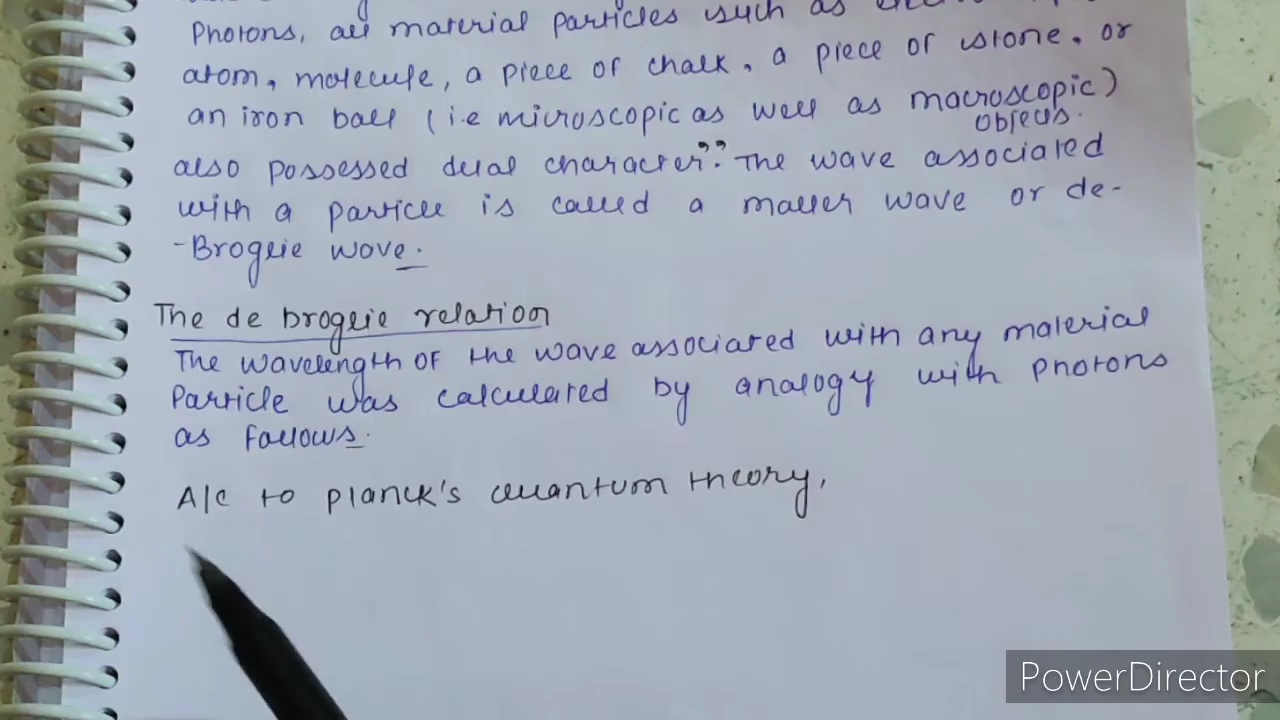 Photons, all material particles such as
atom, molecule, a piece of chalk, a piece of stone. or
an iron ball (i.e microscopic as well as macroscopic)
objects.
also possessed dual character". The wave associated
with a particle is called a matter wave or de-
-Broglie wave.
The de broglie relation
The wavelength of the wave associated with any material
Particle was calculated by analogy with photons
as follows.
A/c to planck's quantum theory,
PowerDirector